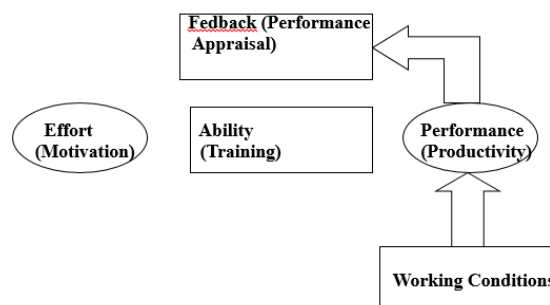 Fedback (Performance
Appraisal)
Effort
(Motivation)
Ability
(Training)
Performance
(Productivity)
Working Conditions